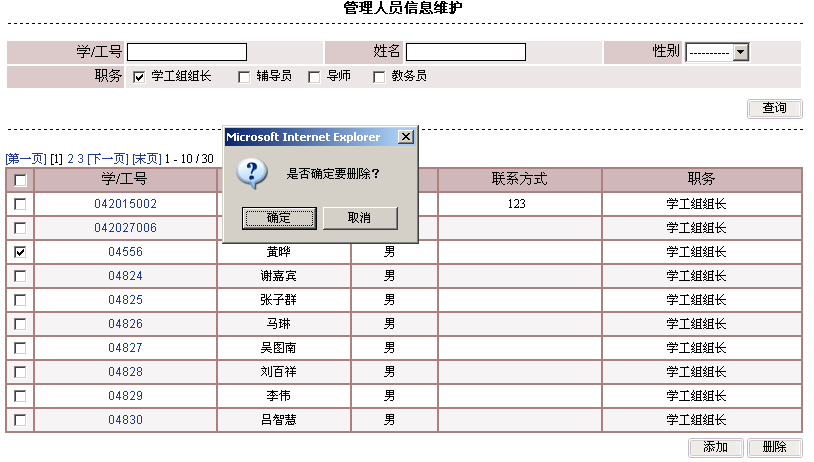 管理人员信息维护
学/工号 姓名 性别 ----------
职务 学工组组长 辅导员 导师 教务员
查询
[第一页] [1] 2 3 [下一页] [末页] 1 - 10 / 30
Microsoft Internet Explorer
是否确定要删除？
确定 取消
学/工号 联系方式 职务
042015002 123 学工组组长
042027006 学工组组长
04556 黄晔 男 学工组组长
04824 谢嘉宾 男 学工组组长
04825 张子群 男 学工组组长
04826 马琳 男 学工组组长
04827 吴图南 男 学工组组长
04828 刘百祥 男 学工组组长
04829 李伟 男 学工组组长
04830 吕智慧 男 学工组组长
添加 删除